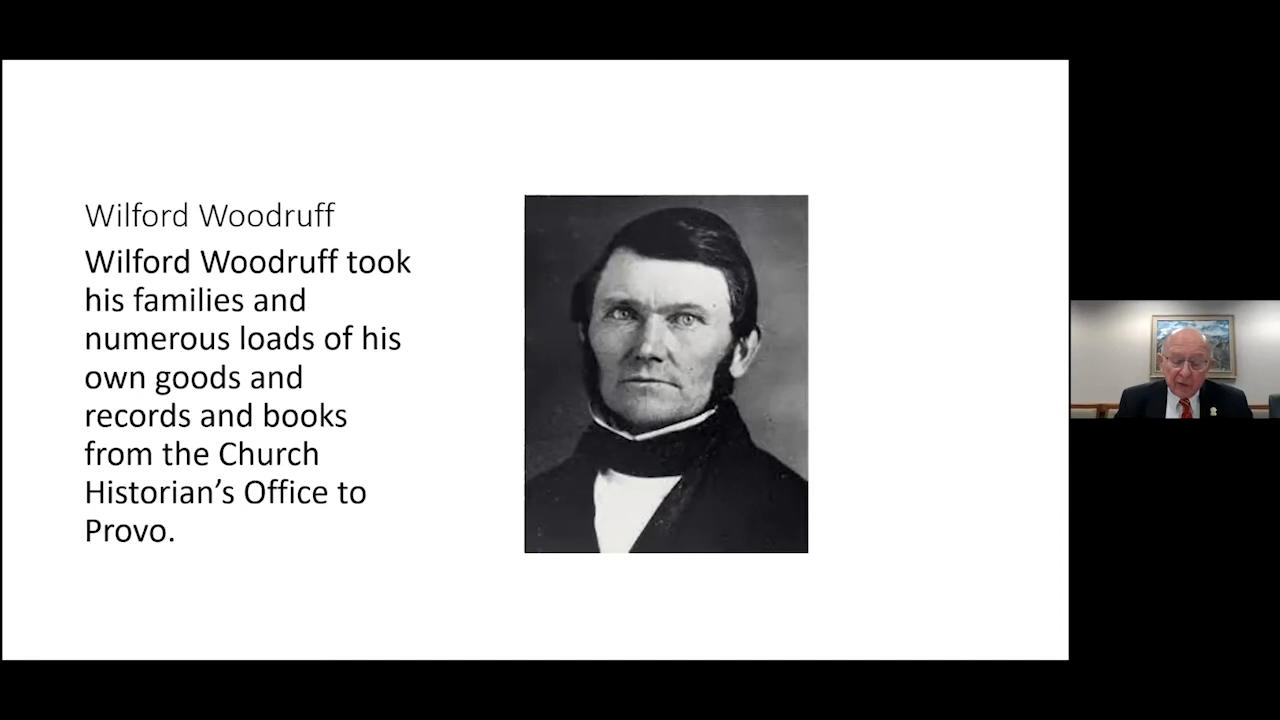 Wilford Woodruff
Wilford Woodruff took
his families and
numerous loads of his
own goods and
records and books
from the Church
Historian’s Office to
Provo.